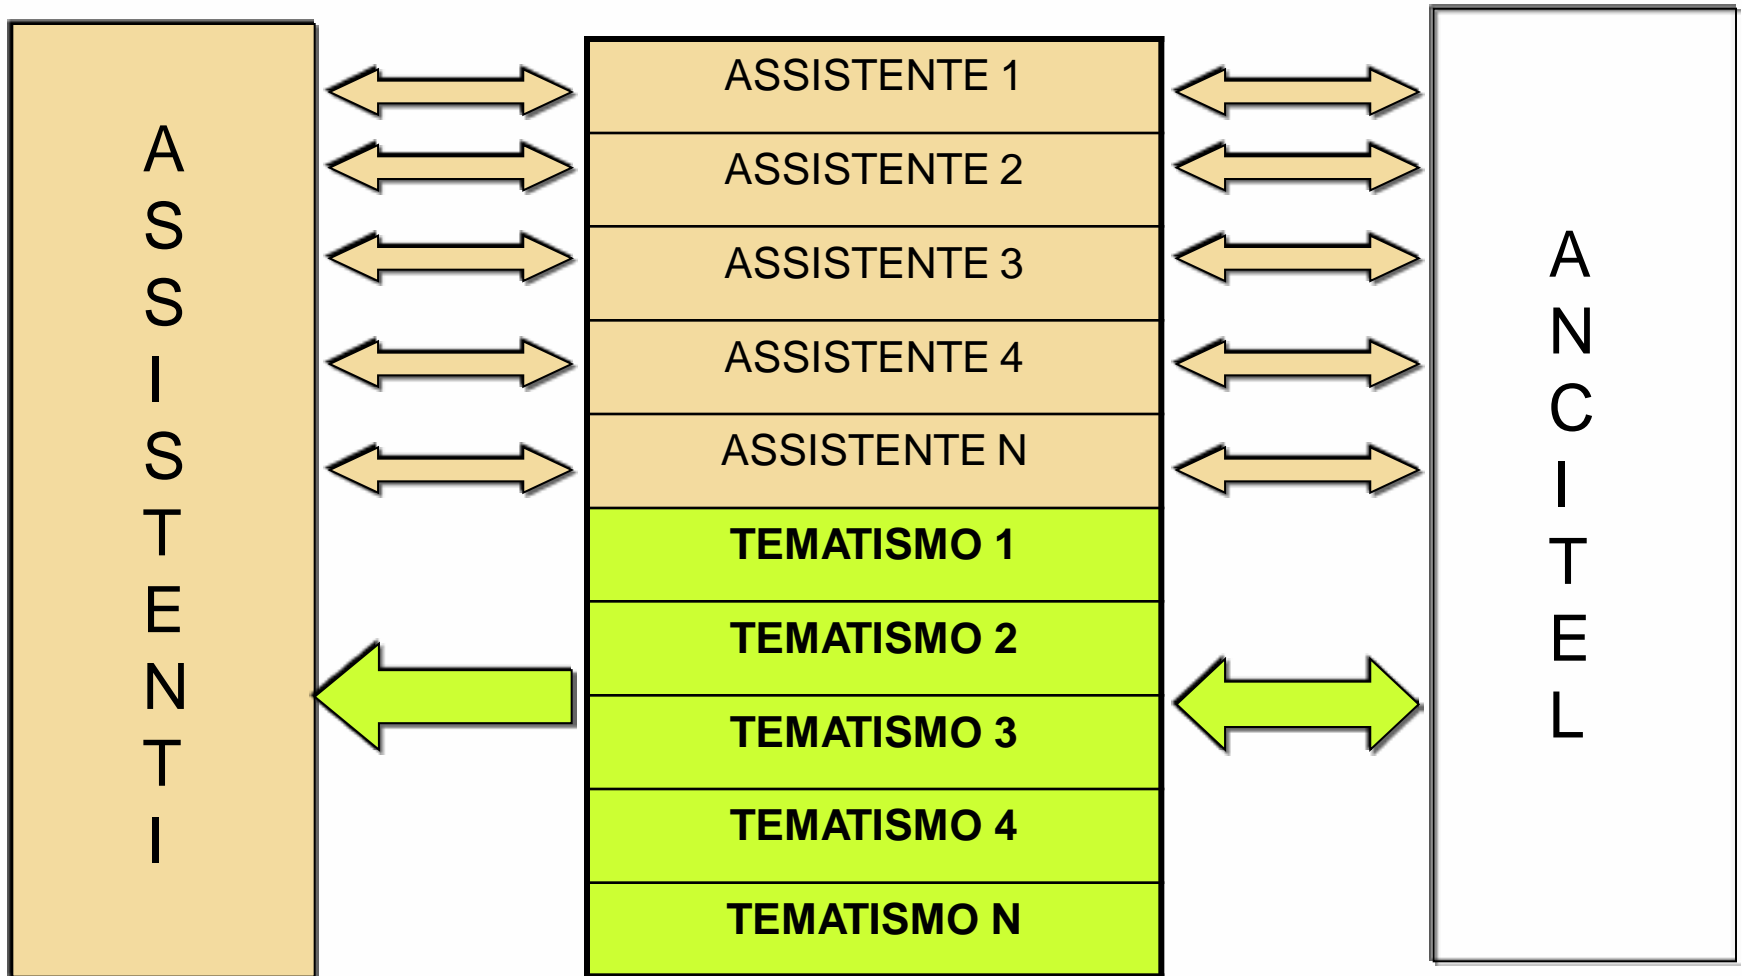 ASSISTENTI
ASSISTENTE 1
ASSISTENTE 2
ASSISTENTE 3
ASSISTENTE 4
ASSISTENTE N
TEMATISMO 1
TEMATISMO 2
TEMATISMO 3
TEMATISMO 4
TEMATISMO N
ANCITEL